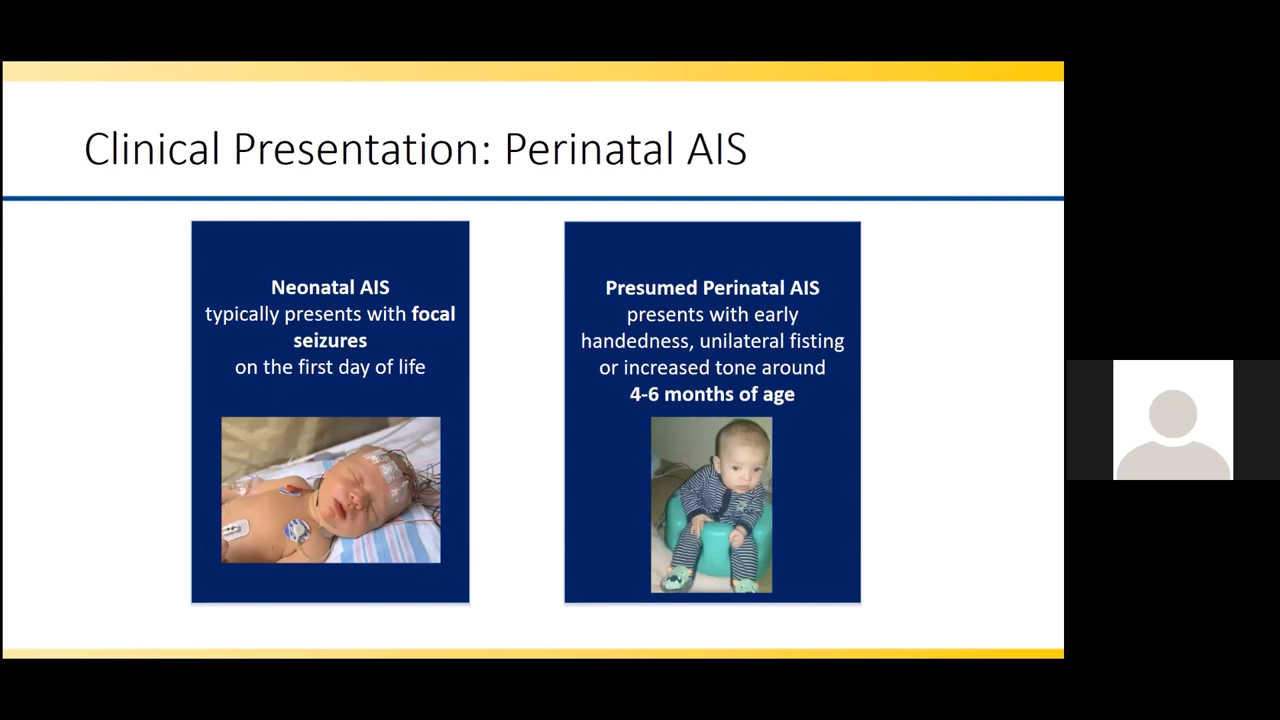 Clinical Presentation: Perinatal AIS
Neonatal AIS
typically presents with focal
seizures
on the first day of life
Presumed Perinatal AIS
presents with early
handedness, unilateral fisting
or increased tone around
4-6 months of age